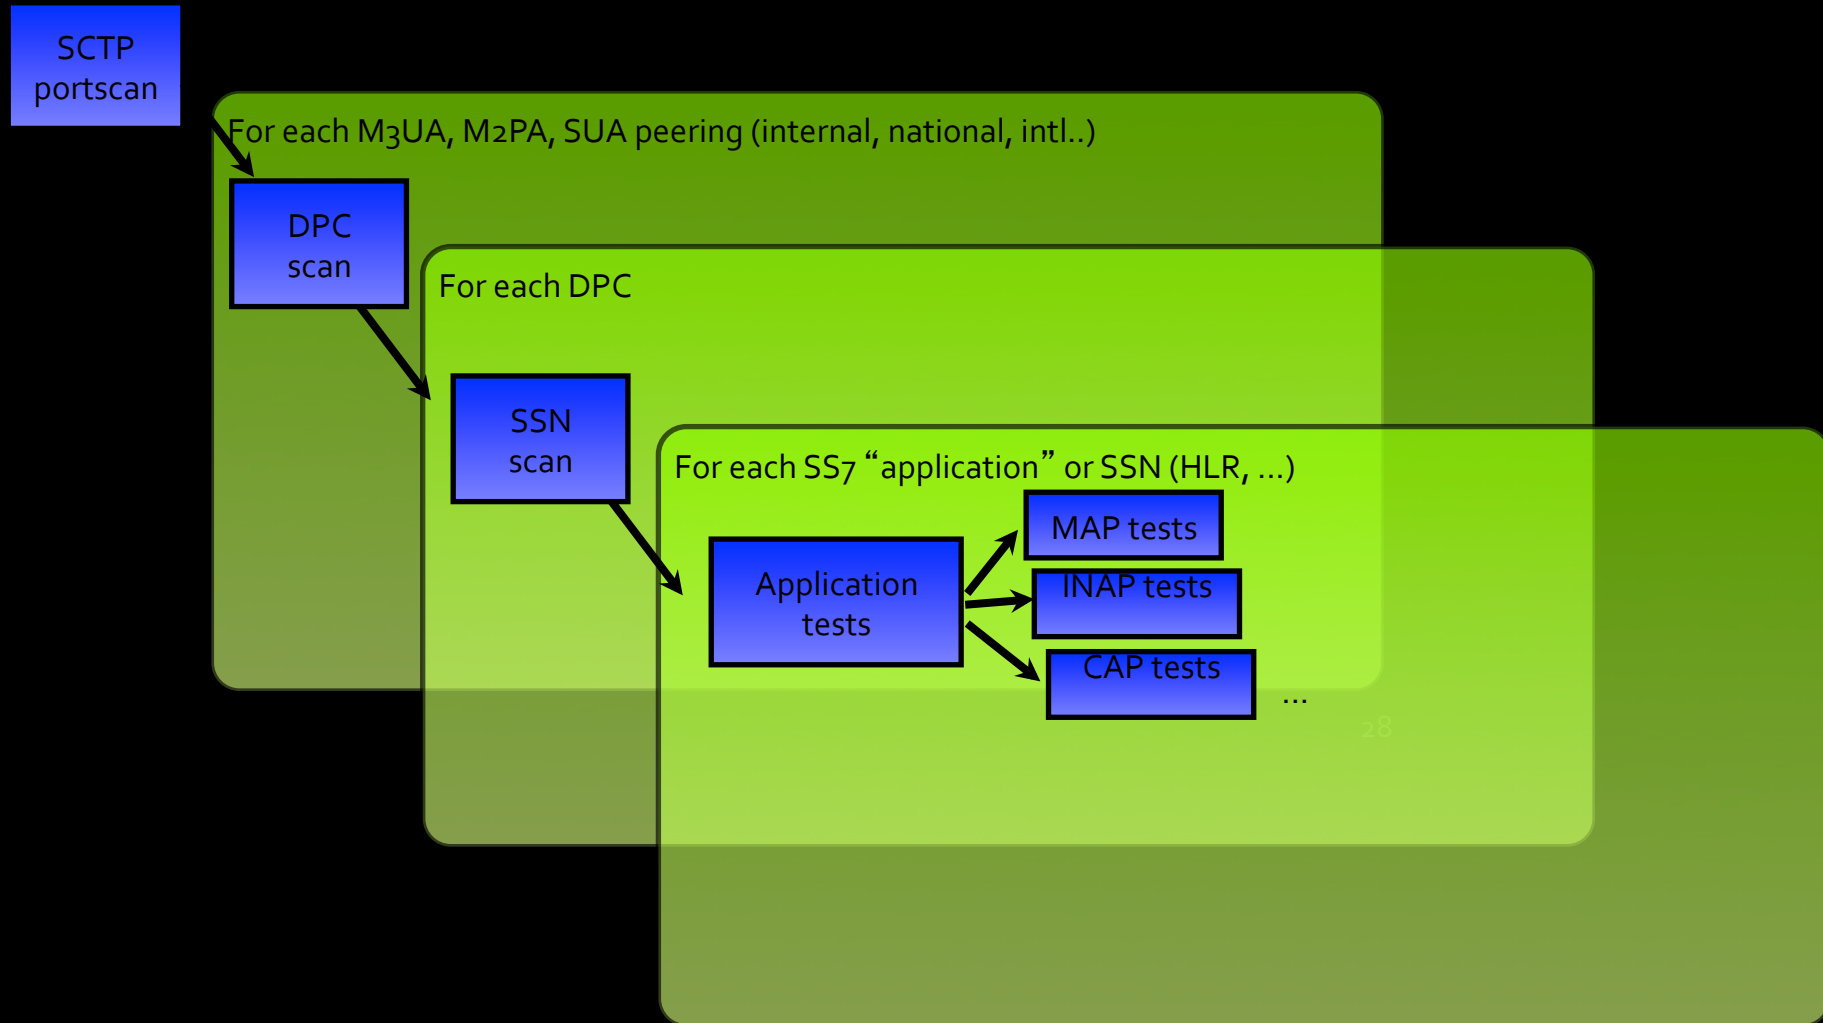 SCTP
portscan
For each M3UA, M2PA, SUA peering (internal, national, intl..)
DPC
scan
For each DPC
SSN
scan
For each SS7 “application” or SSN (HLR, ...)
MAP tests
Application
tests
INAP tests
CAP tests
...
28